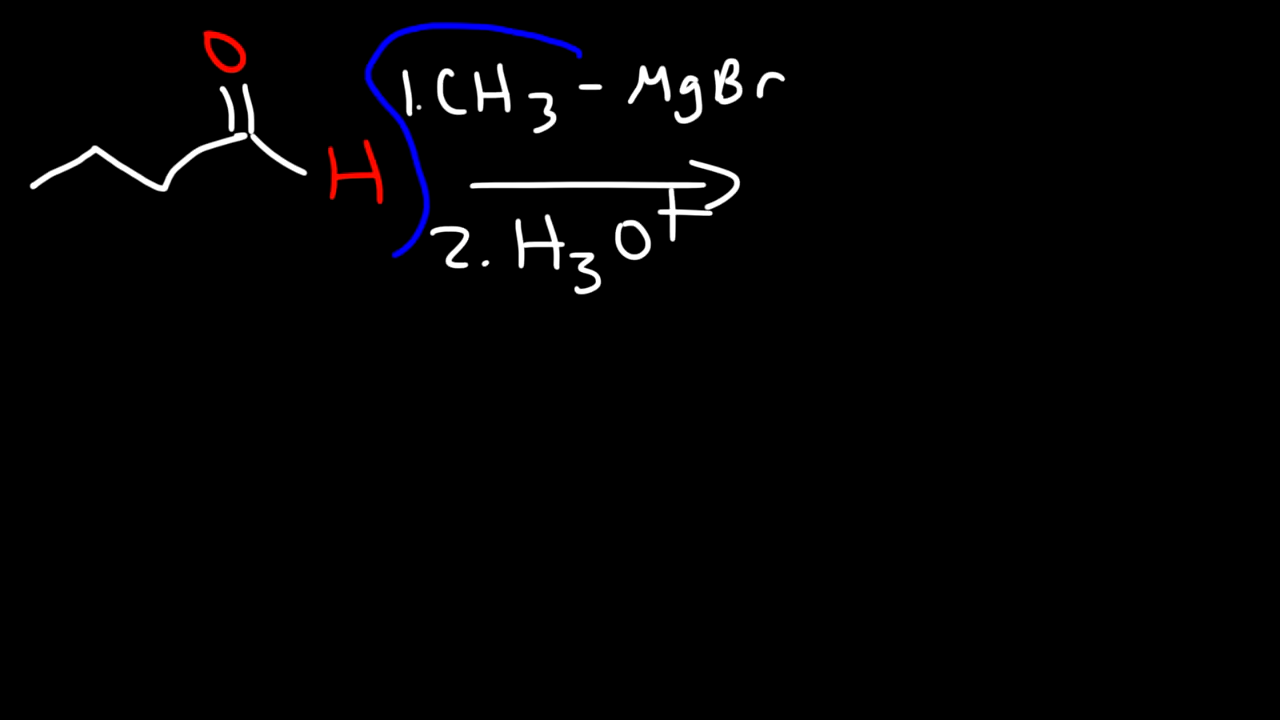 O
H
1. CH₃ - MgBr
2. H₃O⁺